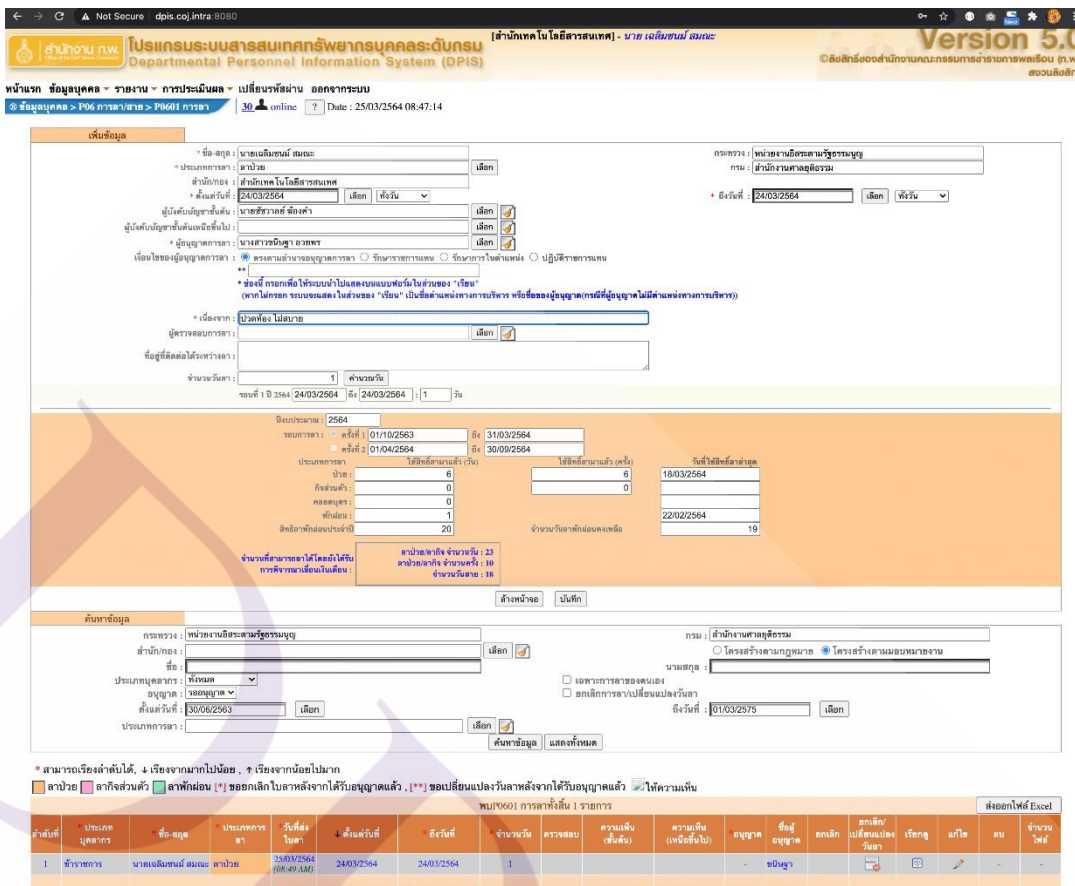 Not Secure dpis.coj.intra:8080
สำนักงาน ก.พ. โปรแกรมระบบสารสนเทศทรัพยากรบุคคลระดับกรม [สำนักเทคโนโลยีสารสนเทศ] - นาย เฉลิมชนม์ สมณะ Version 5.0
Departmental Personnel Information System (DPIS) ©ลิขสิทธิ์ของสำนักงานคณะกรรมการข้าราชการพลเรือน (ก.พ
สงวนลิขสิท
หน้าแรก ข้อมูลบุคคล รายงาน การประเมินผล เปลี่ยนรหัสผ่าน ออกจากระบบ
ข้อมูลบุคคล > P06 การลา/สาย > P0601 การลา 30 online ? Date : 25/03/2564 08:47:14
เพิ่มข้อมูล
* ชื่อ-สกุล : นายเฉลิมชนม์ สมณะ กระทรวง : หน่วยงานอิสระตามรัฐธรรมนูญ
* ประเภทการลา : ลาป่วย เลือก กรม : สำนักงานศาลยุติธรรม
สำนัก/กอง : สำนักเทคโนโลยีสารสนเทศ
* ตั้งแต่วันที่ : 24/03/2564 เลือก ทั้งวัน * ถึงวันที่ : 24/03/2564 เลือก ทั้งวัน
ผู้บังคับบัญชาชั้นต้น : นายชัชวาลย์ ฆ้องคำ เลือก
ผู้บังคับบัญชาชั้นต้นเหนือขึ้นไป : เลือก
* ผู้อนุญาตการลา : นางสาวขนิษฐา อวยพร เลือก
เงื่อนไขของผู้อนุญาตการลา : ตรงตามอำนาจอนุญาตการลา รักษาราชการแทน รักษาการในตำแหน่ง ปฏิบัติราชการแทน
**
* ช่องนี้ กรอกเพื่อให้ระบบนำไปแสดงบนแบบฟอร์มในส่วนของ "เรียน"
(หากไม่กรอก ระบบจะแสดงในส่วนของ "เรียน" เป็นชื่อตำแหน่งทางการบริหาร หรือชื่อของผู้อนุญาต(กรณีที่ผู้อนุญาตไม่มีตำแหน่งทางการบริหาร))
* เนื่องจาก : ปวดท้อง ไม่สบาย
ผู้ตรวจสอบการลา : เลือก
ที่อยู่ที่ติดต่อได้ระหว่างลา :
จำนวนวันลา : 1 คำนวณวัน
รอบที่ 1 ปี 2564 24/03/2564 ถึง 24/03/2564 : 1 วัน
ปีงบประมาณ : 2564
รอบการลา : ครั้งที่ 1 01/10/2563 ถึง 31/03/2564
ครั้งที่ 2 01/04/2564 ถึง 30/09/2564
ประเภทการลา ใช้สิทธิ์ลามาแล้ว (วัน) ใช้สิทธิ์ลามาแล้ว (ครั้ง) วันที่ใช้สิทธิ์ลาล่าสุด
ป่วย : 6 6 18/03/2564
กิจส่วนตัว : 0 0
คลอดบุตร : 0
พักผ่อน : 1 22/02/2564
สิทธิลาพักผ่อนประจำปี 20 จำนวนวันลาพักผ่อนคงเหลือ 19
จำนวนที่สามารถลาได้โดยยังได้รับ ลาป่วย/ลากิจ จำนวนวัน : 23
การพิจารณาเลื่อนเงินเดือน : ลาป่วย/ลากิจ จำนวนครั้ง : 10
จำนวนวันสาย : 18
ล้างหน้าจอ บันทึก
ค้นหาข้อมูล
กระทรวง : หน่วยงานอิสระตามรัฐธรรมนูญ กรม : สำนักงานศาลยุติธรรม
สำนัก/กอง : เลือก โครงสร้างตามกฎหมาย โครงสร้างตามมอบหมายงาน
ชื่อ : นามสกุล :
ประเภทบุคลากร : ทั้งหมด เฉพาะการลาของตนเอง
อนุญาต : รออนุญาต ยกเลิกการลา/เปลี่ยนแปลงวันลา
ตั้งแต่วันที่ : 30/06/2563 เลือก ถึงวันที่ : 01/03/2575 เลือก
ประเภทการลา : เลือก
ค้นหาข้อมูล แสดงทั้งหมด
* สามารถเรียงลำดับได้, ↓ เรียงจากมากไปน้อย , ↑ เรียงจากน้อยไปมาก
ลาป่วย ลากิจส่วนตัว ลาพักผ่อน [*] ขอยกเลิกใบลาหลังจากได้รับอนุญาตแล้ว , [**] ขอเปลี่ยนแปลงวันลาหลังจากได้รับอนุญาตแล้ว ให้ความเห็น
พบP0601 การลาทั้งสิ้น 1 รายการ ส่งออกไฟล์ Excel
ลำดับที่ *ประเภทบุคลากร *ชื่อ-สกุล *ประเภทการลา *วันที่ส่งใบลา ↓ตั้งแต่วันที่ *ถึงวันที่ *จำนวนวัน ตรวจสอบ ความเห็น (ชั้นต้น) ความเห็น (เหนือขึ้นไป) *อนุญาต ชื่อผู้อนุญาต ยกเลิก ยกเลิก/เปลี่ยนแปลงวันลา เรียกดู แก้ไข ลบ จำนวนไฟล์
1 ข้าราชการ นายเฉลิมชนม์ สมณะ ลาป่วย 25/03/2564 (08:49 AM) 24/03/2564 24/03/2564 1 - ขนิษฐา - -